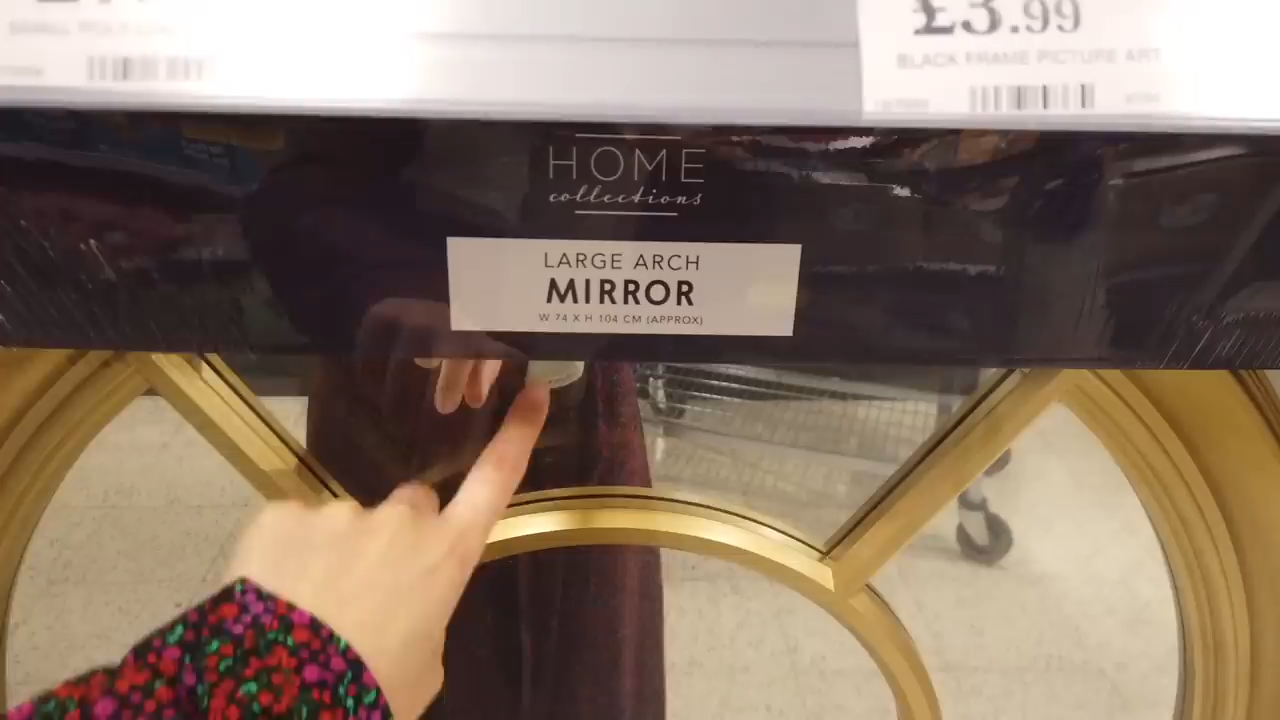 £3.99
BLACK FRAME PICTURE ART
HOME
collections
LARGE ARCH
MIRROR
W 74 X H 104 CM (APPROX)